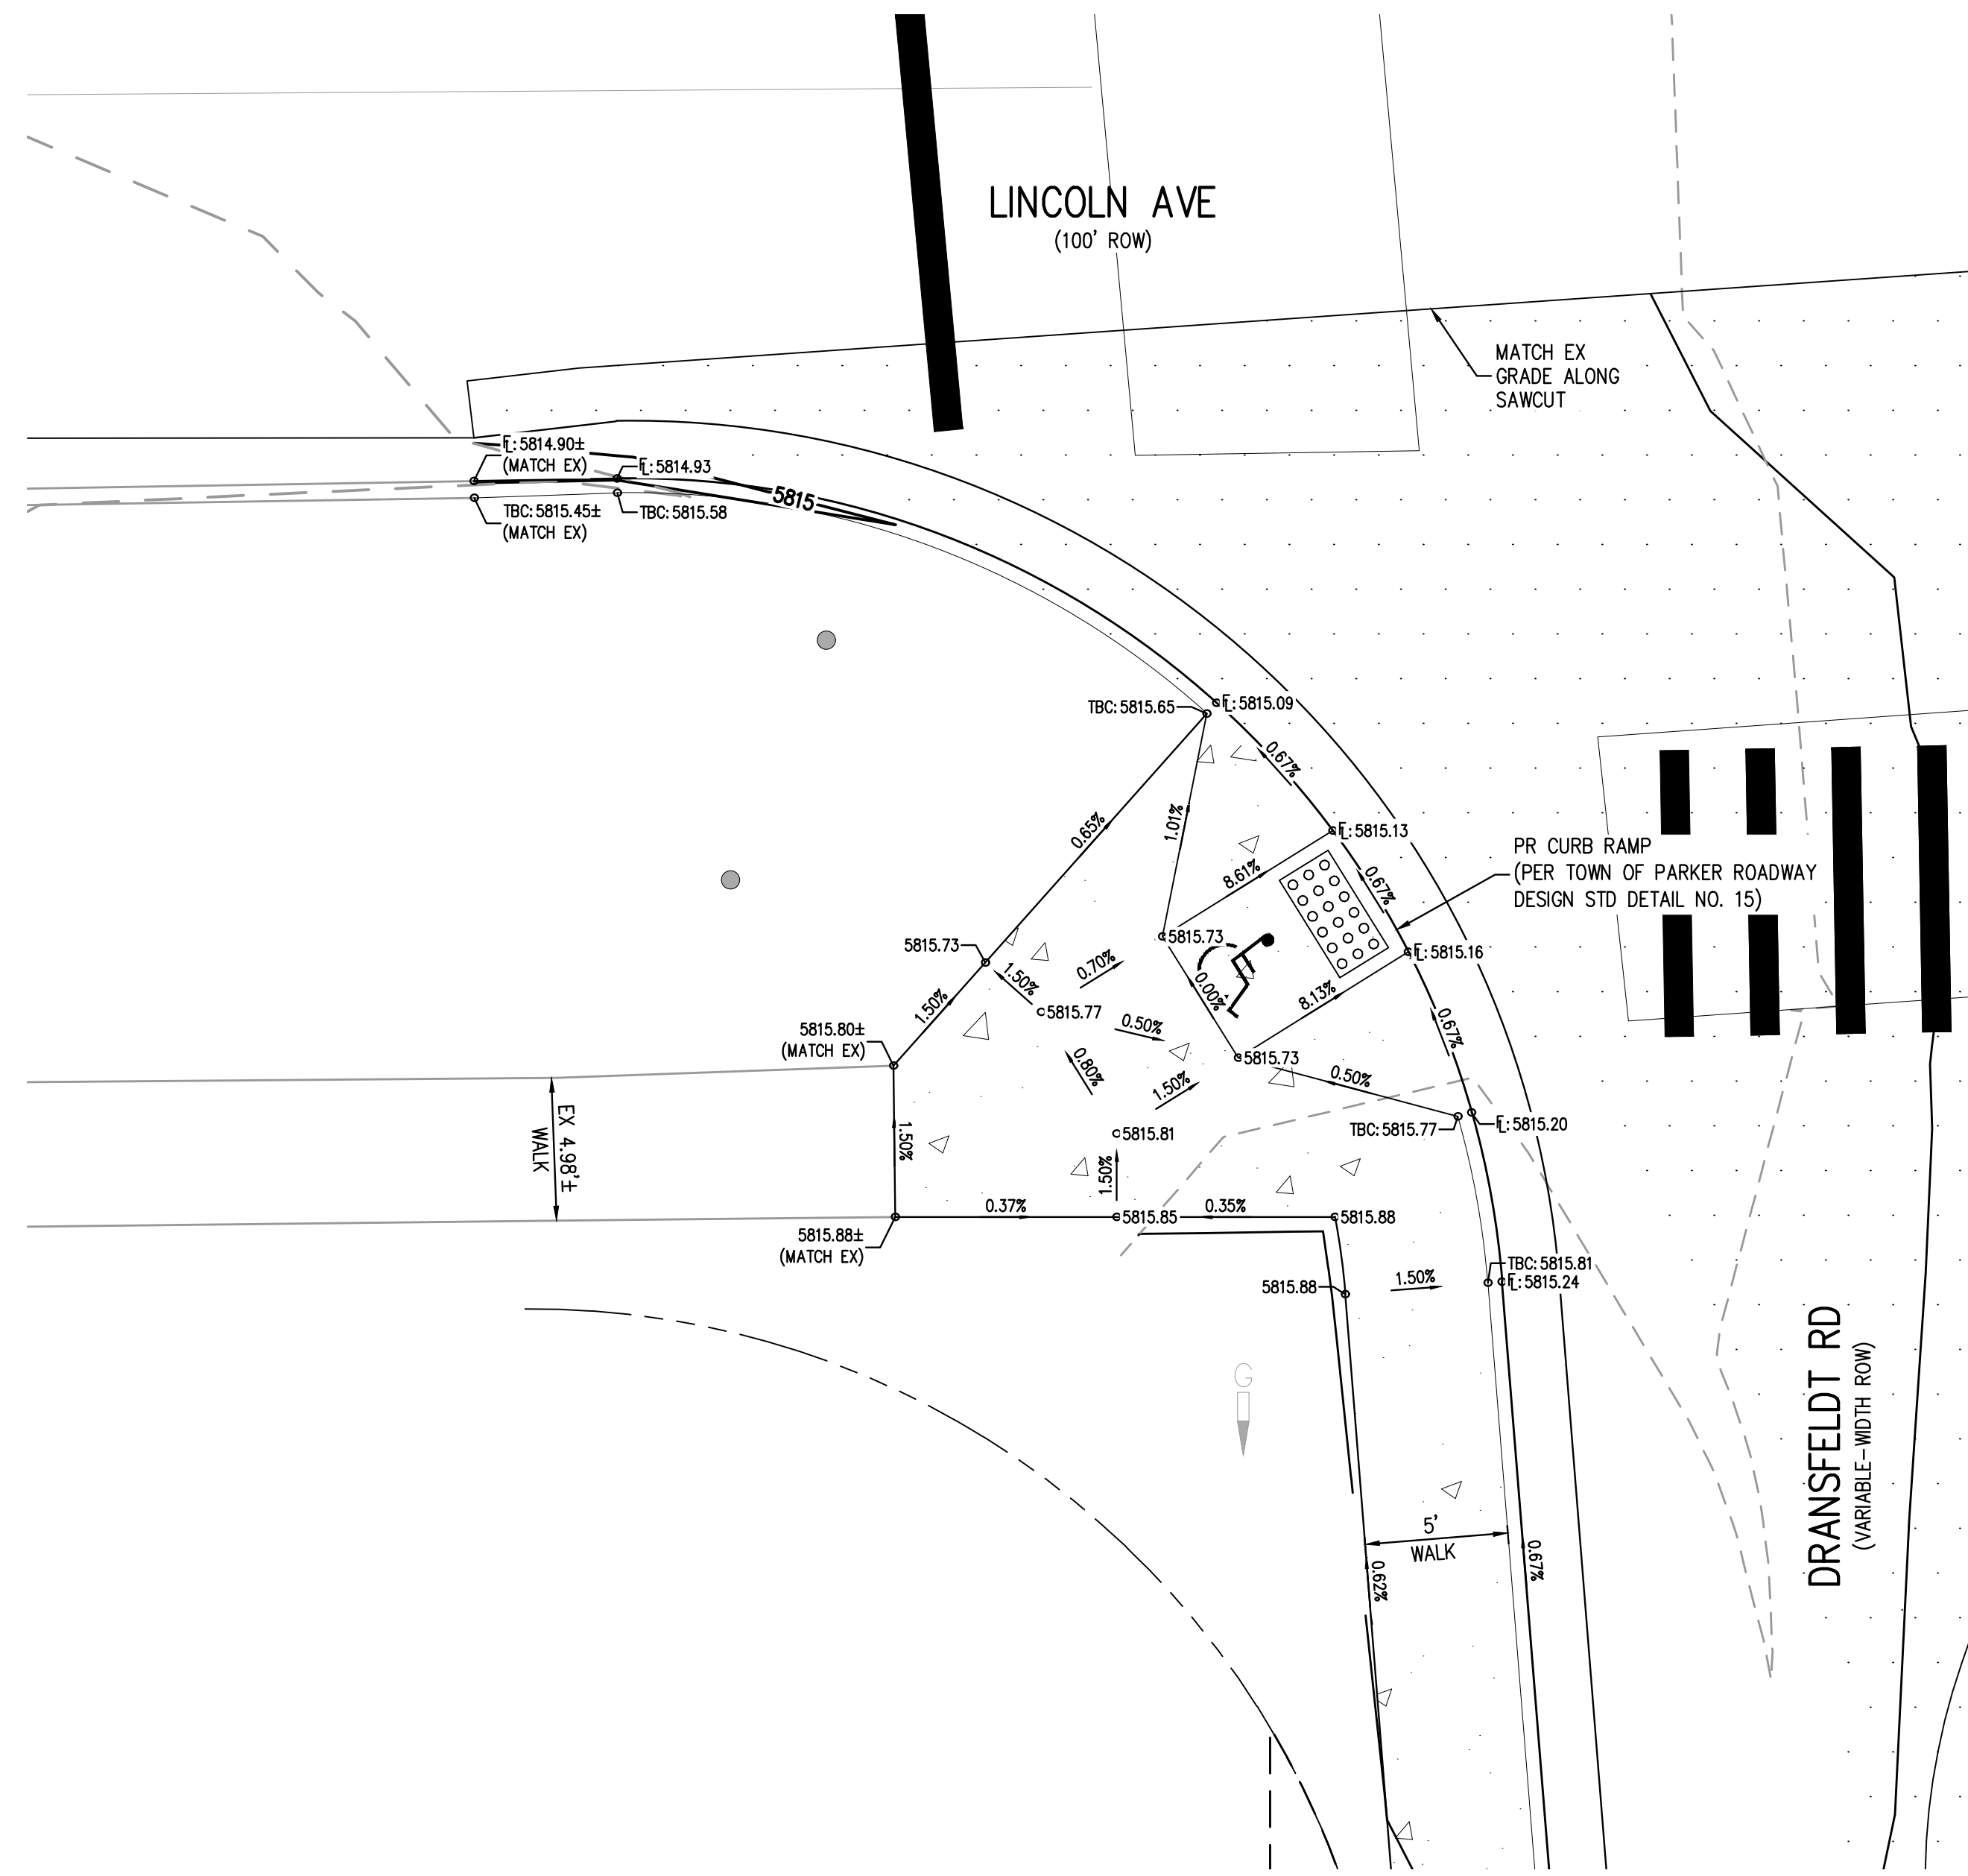 LINCOLN AVE
(100' ROW)
MATCH EX
GRADE ALONG
SAWCUT
FL:5814.90±
(MATCH EX)
FL:5814.93
5815
TBC:5815.45±
(MATCH EX)
TBC:5815.58
TBC:5815.65
FL:5815.09
0.67%
0.65%
1.01%
FL:5815.13
8.61%
0.67%
PR CURB RAMP
(PER TOWN OF PARKER ROADWAY
DESIGN STD DETAIL NO. 15)
5815.73
5815.73
FL:5815.16
0.70%
1.50%
0.00%
8.13%
1.50%
5815.77
0.50%
0.67%
5815.80±
(MATCH EX)
0.80%
5815.73
1.50%
0.50%
EX 4.98'±
WALK
1.50%
5815.81
TBC:5815.77
FL:5815.20
1.50%
0.37%
5815.85
0.35%
5815.88
5815.88±
(MATCH EX)
5815.88
1.50%
TBC:5815.81
FL:5815.24
G
DRANSFELDT RD
(VARIABLE-WIDTH ROW)
5'
WALK
0.62%
0.67%